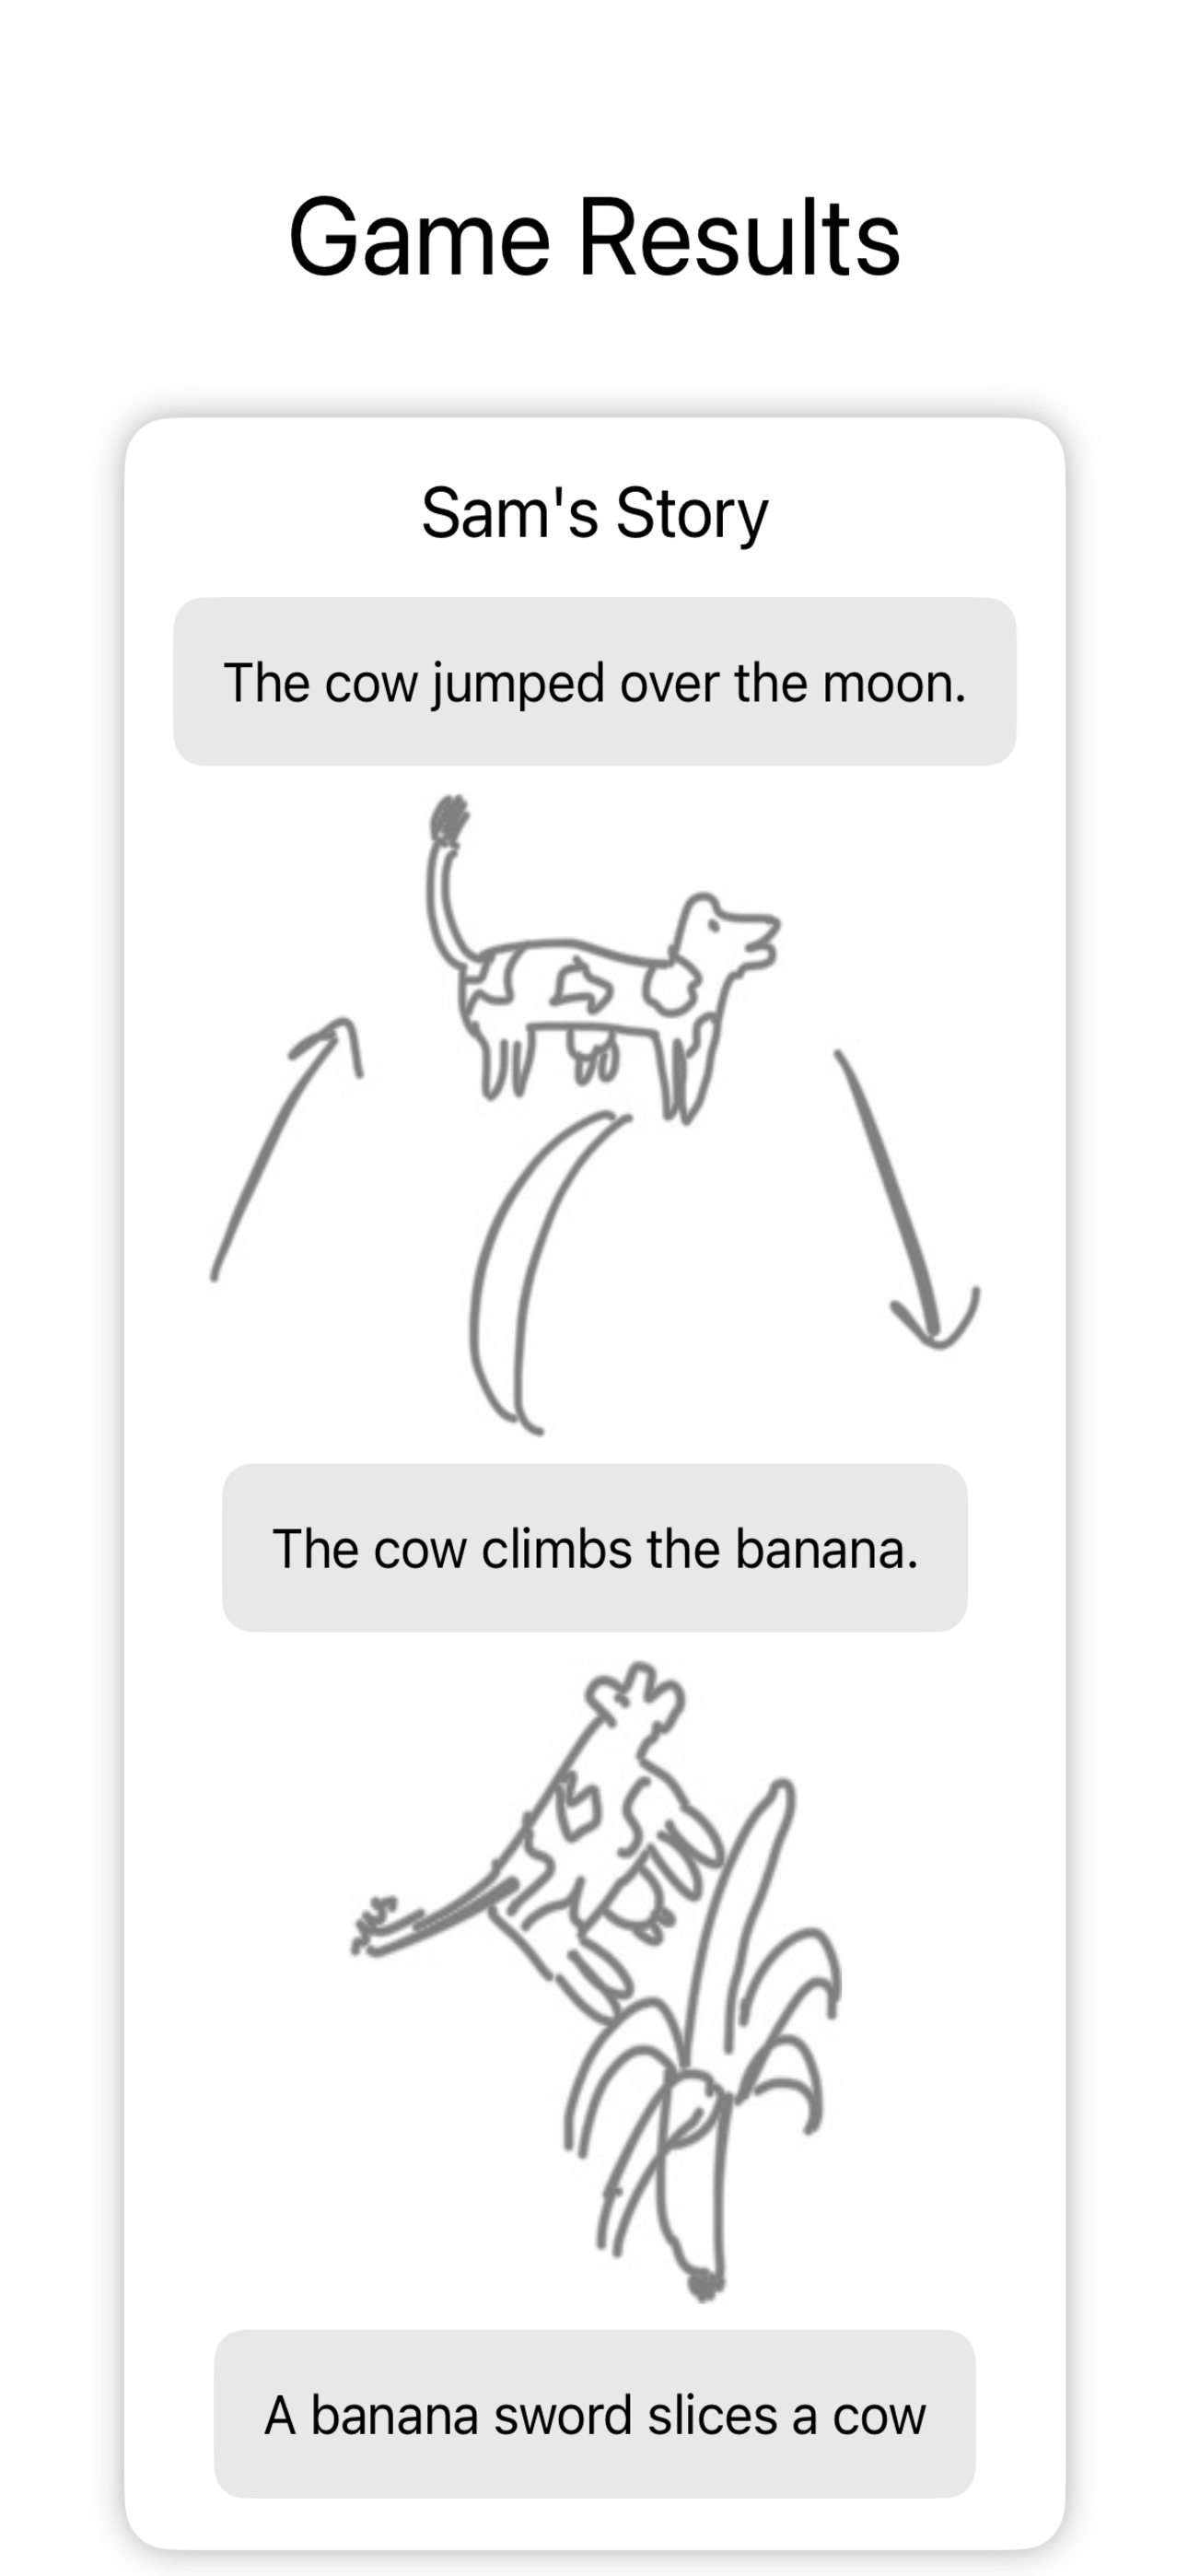 Game Results
Sam's Story
The cow jumped over the moon.
The cow climbs the banana.
A banana sword slices a cow